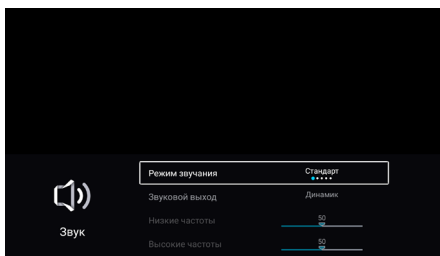 Режим звучания
Стандарт
Звуковой выход
Динамик
Звук
Низкие частоты
50
Высокие частоты
50